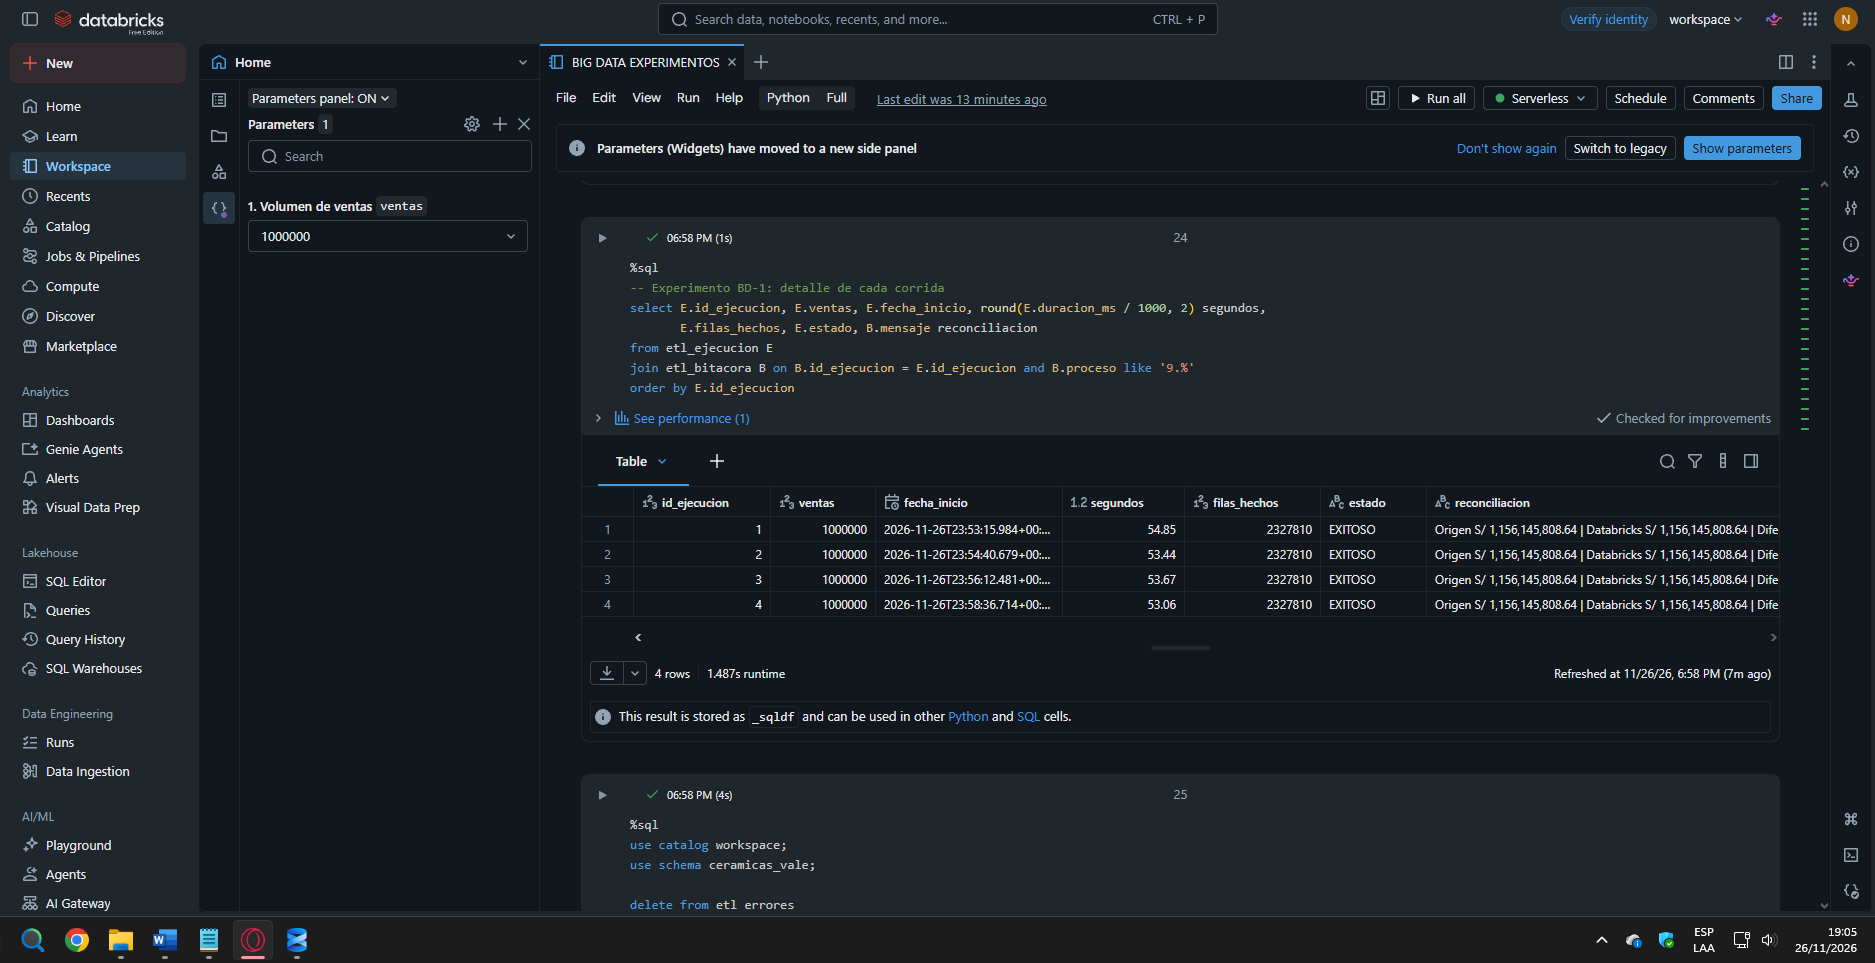 databricks
Free Edition
Search data, notebooks, recents, and more...
CTRL + P
Verify identity
workspace
N
New
Home
Learn
Workspace
Recents
Catalog
Jobs & Pipelines
Compute
Discover
Marketplace
Analytics
Dashboards
Genie Agents
Alerts
Visual Data Prep
Lakehouse
SQL Editor
Queries
Query History
SQL Warehouses
Data Engineering
Runs
Data Ingestion
AI/ML
Playground
Agents
AI Gateway
Home
Parameters panel: ON
Parameters 1
Search
1. Volumen de ventas ventas
1000000
BIG DATA EXPERIMENTOS
File Edit View Run Help Python Full Last edit was 13 minutes ago
Run all Serverless Schedule Comments Share
Parameters (Widgets) have moved to a new side panel
Don't show again Switch to legacy Show parameters
06:58 PM (1s) 24
%sql
-- Experimento BD-1: detalle de cada corrida
select E.id_ejecucion, E.ventas, E.fecha_inicio, round(E.duracion_ms / 1000, 2) segundos,
E.filas_hechos, E.estado, B.mensaje reconciliacion
from etl_ejecucion E
join etl_bitacora B on B.id_ejecucion = E.id_ejecucion and B.proceso like '9.%'
order by E.id_ejecucion
See performance (1) Checked for improvements
Table
id_ejecucion ventas fecha_inicio 1.2 segundos filas_hechos estado reconciliacion
1 1 1000000 2026-11-26T23:53:15.984+00:... 54.85 2327810 EXITOSO Origen S/ 1,156,145,808.64 | Databricks S/ 1,156,145,808.64 | Dife
2 2 1000000 2026-11-26T23:54:40.679+00:... 53.44 2327810 EXITOSO Origen S/ 1,156,145,808.64 | Databricks S/ 1,156,145,808.64 | Dife
3 3 1000000 2026-11-26T23:56:12.481+00:... 53.67 2327810 EXITOSO Origen S/ 1,156,145,808.64 | Databricks S/ 1,156,145,808.64 | Dife
4 4 1000000 2026-11-26T23:58:36.714+00:... 53.06 2327810 EXITOSO Origen S/ 1,156,145,808.64 | Databricks S/ 1,156,145,808.64 | Dife
4 rows 1.487s runtime Refreshed at 11/26/26, 6:58 PM (7m ago)
This result is stored as _sqldf and can be used in other Python and SQL cells.
06:58 PM (4s) 25
%sql
use catalog workspace;
use schema ceramicas_vale;
delete from etl_errores
ESP
LAA
19:05
26/11/2026